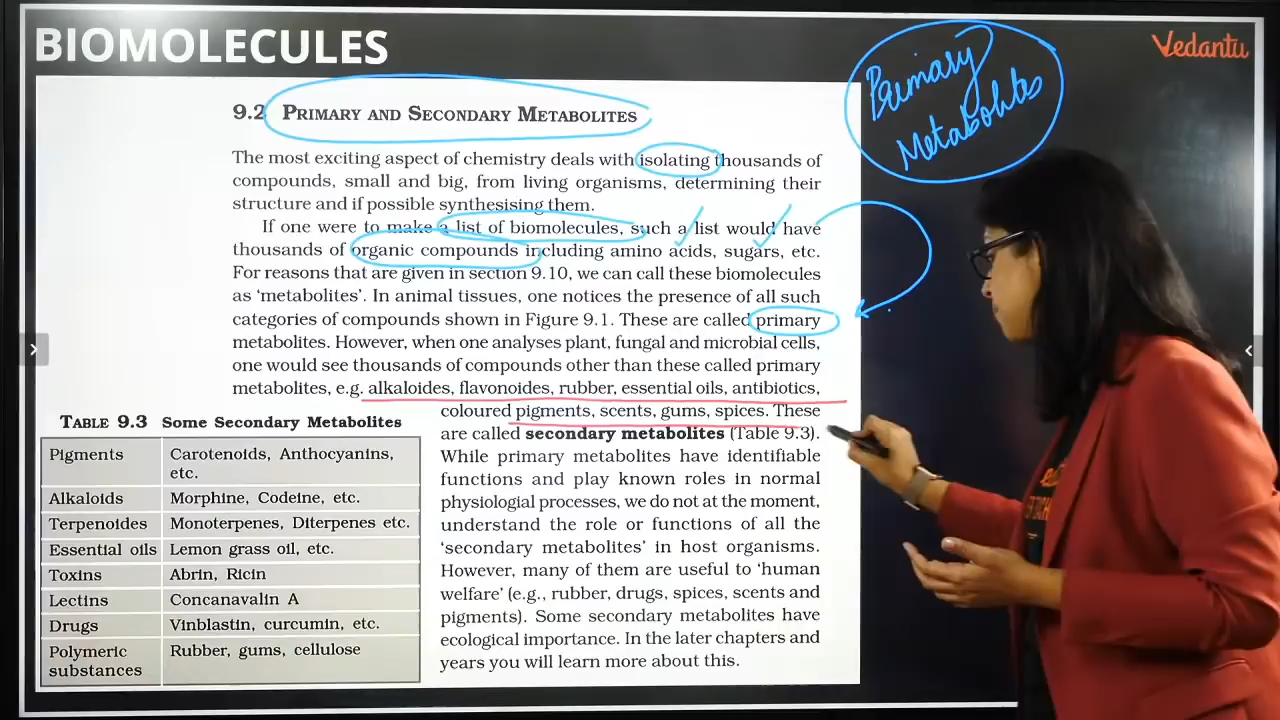 BIOMOLECULES
Vedantu
Primary
Metabolites
9.2 PRIMARY AND SECONDARY METABOLITES
The most exciting aspect of chemistry deals with isolating thousands of
compounds, small and big, from living organisms, determining their
structure and if possible synthesising them.
If one were to make a list of biomolecules, such a list would have
thousands of organic compounds including amino acids, sugars, etc.
For reasons that are given in section 9.10, we can call these biomolecules
as ‘metabolites’. In animal tissues, one notices the presence of all such
categories of compounds shown in Figure 9.1. These are called primary
metabolites. However, when one analyses plant, fungal and microbial cells,
one would see thousands of compounds other than these called primary
metabolites, e.g. alkaloides, flavonoides, rubber, essential oils, antibiotics,
coloured pigments, scents, gums, spices. These
are called secondary metabolites (Table 9.3).
While primary metabolites have identifiable
functions and play known roles in normal
physiologial processes, we do not at the moment,
understand the role or functions of all the
‘secondary metabolites’ in host organisms.
However, many of them are useful to ‘human
welfare’ (e.g., rubber, drugs, spices, scents and
pigments). Some secondary metabolites have
ecological importance. In the later chapters and
years you will learn more about this.
TABLE 9.3 Some Secondary Metabolites
Pigments Carotenoids, Anthocyanins,
etc.
Alkaloids Morphine, Codeine, etc.
Terpenoides Monoterpenes, Diterpenes etc.
Essential oils Lemon grass oil, etc.
Toxins Abrin, Ricin
Lectins Concanavalin A
Drugs Vinblastin, curcumin, etc.
Polymeric Rubber, gums, cellulose
substances